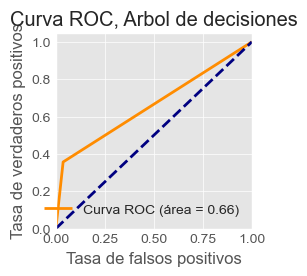 Curva ROC, Arbol de decisiones
Tasa de verdaderos positivos
1.0
0.8
0.6
0.4
0.2
0.0
Curva ROC (área = 0.66)
0.00 0.25 0.50 0.75 1.00
Tasa de falsos positivos